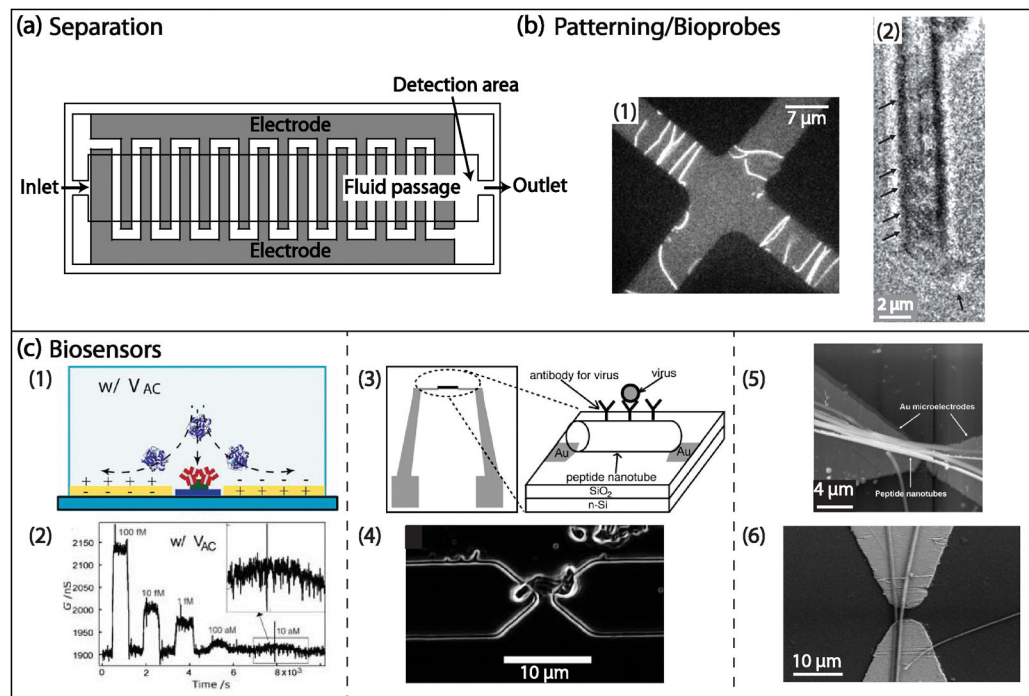 (a) Separation
Detection area
Electrode
Inlet
Fluid passage
Outlet
Electrode
(b) Patterning/Bioprobes
(1)
7 μm
(2)
2 μm
(c) Biosensors
(1)
w/ VAC
+ + + + +
- - - - -
- - - - -
+ + + + +
(2)
100 fM
w/ VAC
10 fM
1 fM
100 aM
10 aM
G /nS
2150
2100
2050
2000
1950
1900
0
2
4
6
8×10³
Time /s
(3)
antibody for virus
virus
Au
Au
peptide nanotube
SiO₂
n-Si
(4)
10 μm
(5)
Au microelectrodes
Peptide nanotubes
4 μm
(6)
10 μm